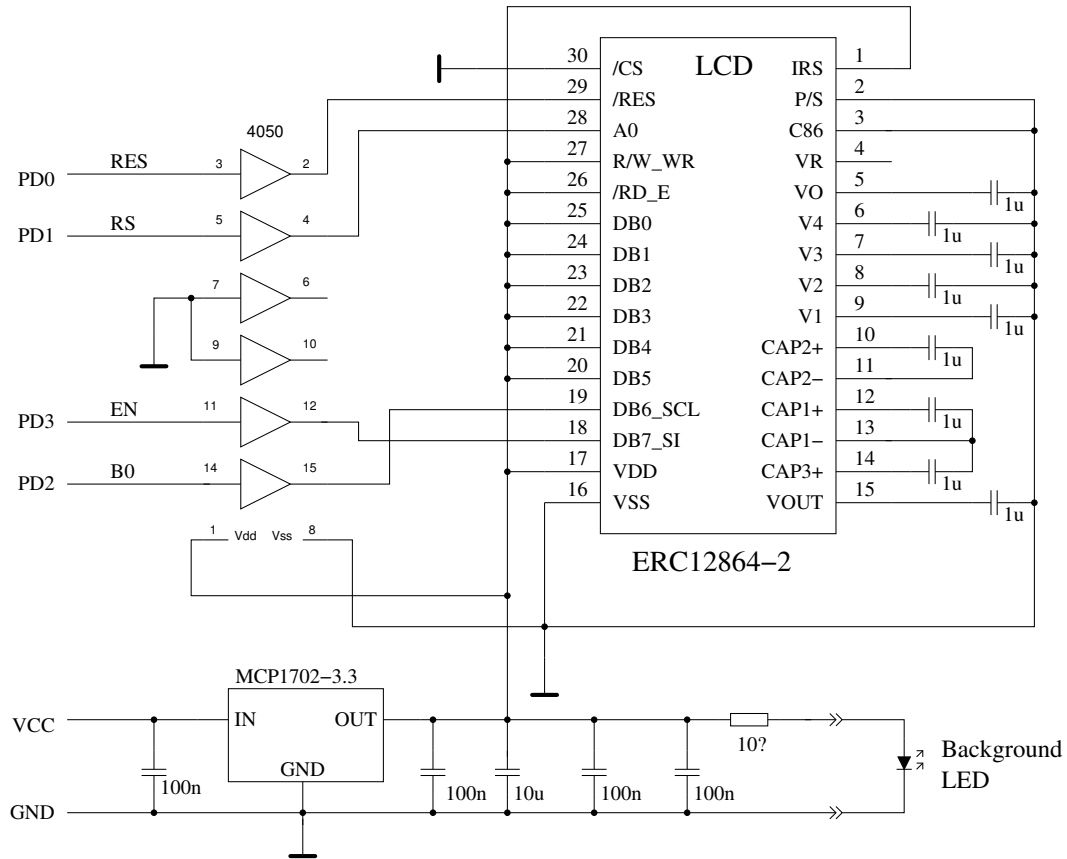 30 /CS LCD IRS 1
29 /RES P/S 2
28 A0 C86 3
4050
27 R/W_WR VR 4
PD0 RES 3 2
26 /RD_E VO 5
1u
25 DB0 V4 6
PD1 RS 5 4
1u
24 DB1 V3 7
1u
23 DB2 V2 8
7 6
1u
22 DB3 V1 9
1u
21 DB4 CAP2+ 10
9 10
1u
20 DB5 CAP2− 11
19 DB6_SCL CAP1+ 12
PD3 EN 11 12
1u
18 DB7_SI CAP1− 13
17 VDD CAP3+ 14
PD2 B0 14 15
1u
16 VSS VOUT 15
1u
1 Vdd Vss 8
ERC12864−2
MCP1702−3.3
VCC IN OUT
10?
GND
Background
LED
100n 100n 10u 100n 100n
GND